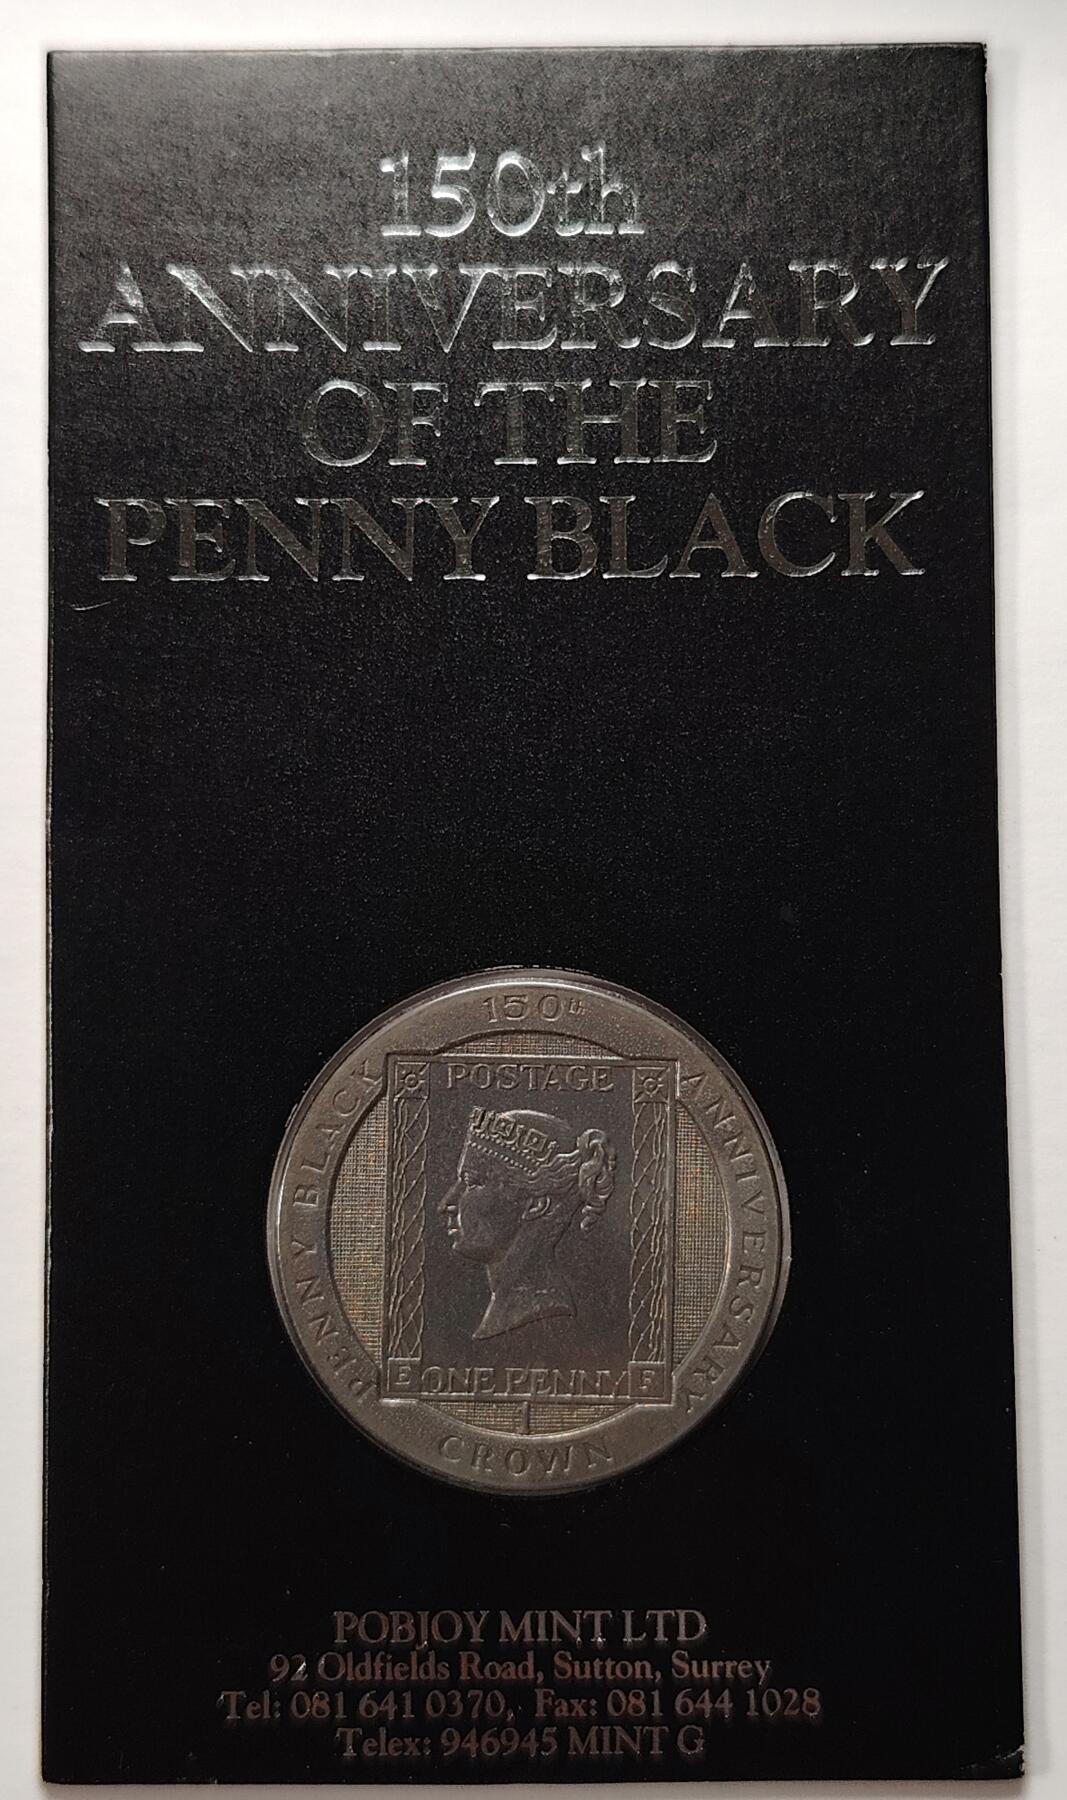 150th
ANNIVERSARY
OF THE
PENNY BLACK
PENNY BLACK 150th ANNIVERSARY
POSTAGE
E ONE PENNY F
1
CROWN
POBJOY MINT LTD
92 Oldfields Road, Sutton, Surrey
Tel: 081 641 0370, Fax: 081 644 1028
Telex: 946945 MINT G